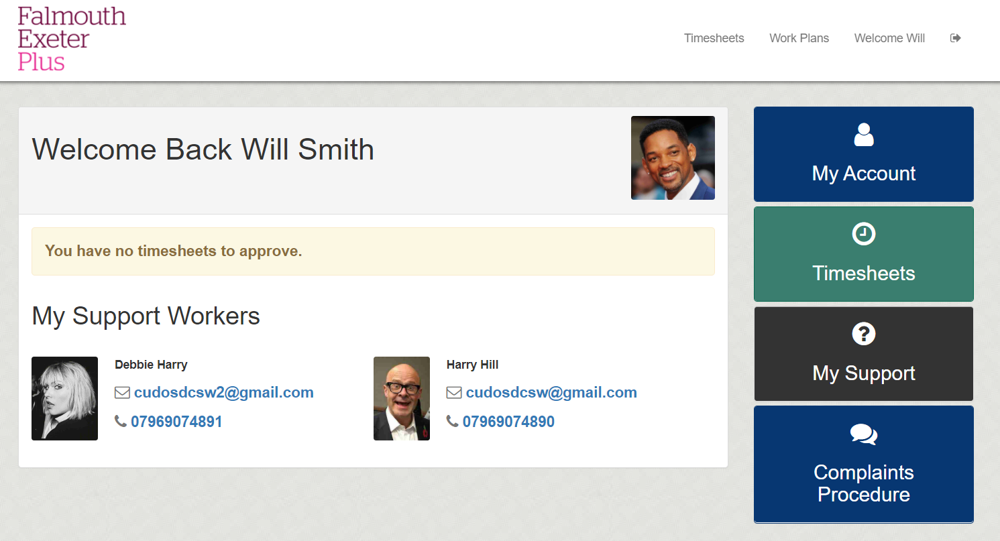 Falmouth
Exeter
Plus
Timesheets Work Plans Welcome Will
Welcome Back Will Smith
You have no timesheets to approve.
My Support Workers
Debbie Harry
cudosdcsw2@gmail.com
07969074891
Harry Hill
cudosdcsw@gmail.com
07969074890
My Account
Timesheets
My Support
Complaints
Procedure